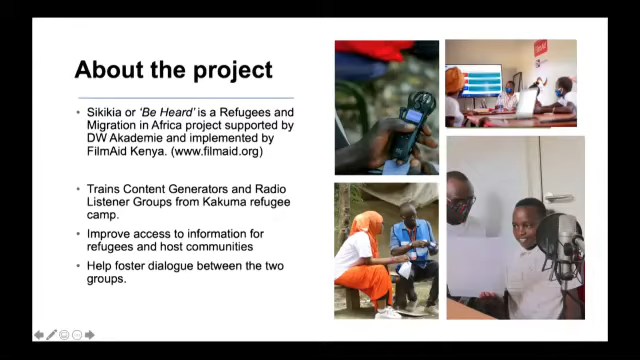 About the project
• Sikikia or ‘Be Heard’ is a Refugees and
Migration in Africa project supported by
DW Akademie and implemented by
FilmAid Kenya. (www.filmaid.org)
• Trains Content Generators and Radio
Listener Groups from Kakuma refugee
camp.
• Improve access to information for
refugees and host communities
• Help foster dialogue between the two
groups.